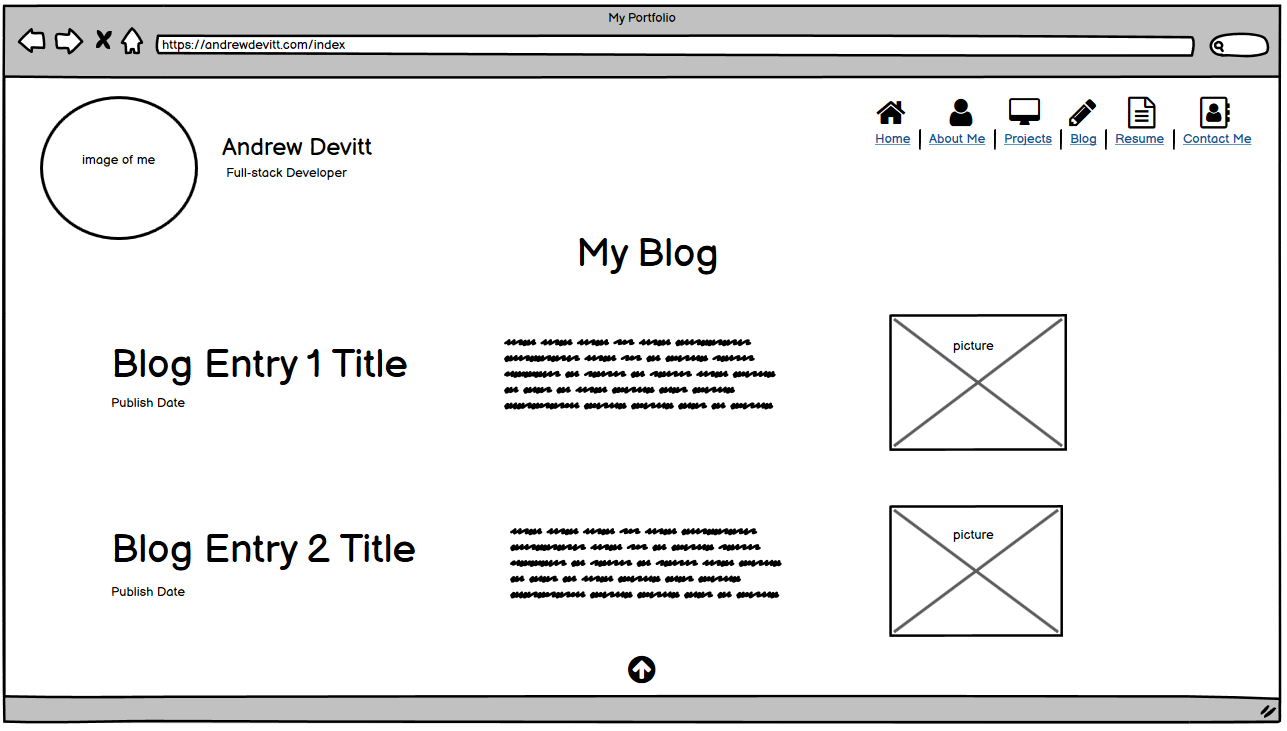 My Portfolio
https://andrewdevitt.com/index
image of me
Andrew Devitt
Full-stack Developer
Home About Me Projects Blog Resume Contact Me
My Blog
Blog Entry 1 Title
Publish Date
picture
Blog Entry 2 Title
Publish Date
picture